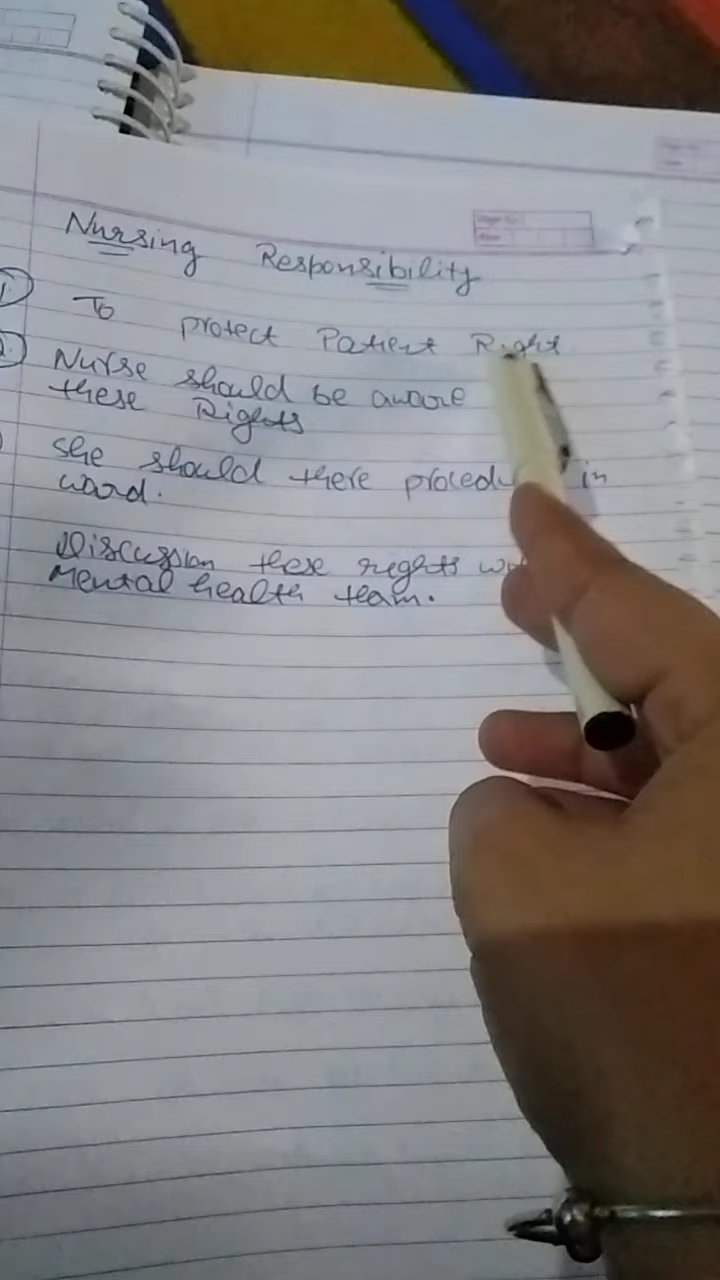 Nursing Responsibility
To protect Patient Right
Nurse should be aware
these Rights
She should there in
ward.
Discussion these rights
Mental health team.